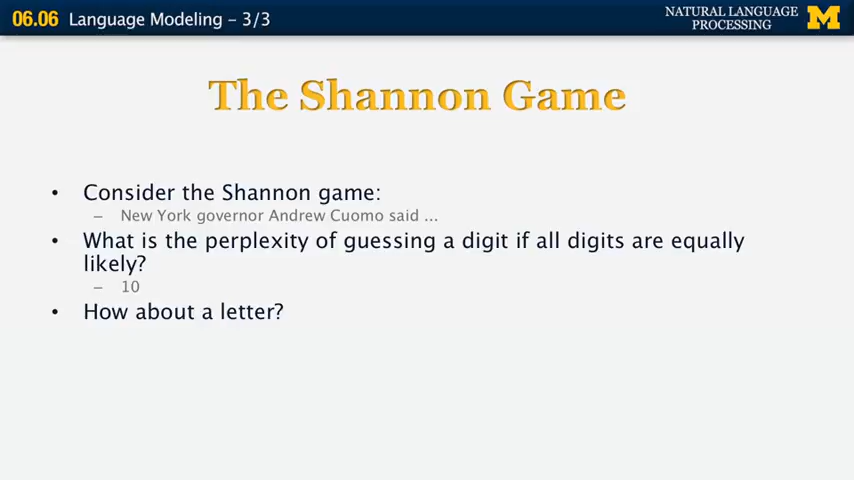 06.06 Language Modeling – 3/3
NATURAL LANGUAGE
PROCESSING
M
The Shannon Game
• Consider the Shannon game:
– New York governor Andrew Cuomo said ...
• What is the perplexity of guessing a digit if all digits are equally
likely?
– 10
• How about a letter?